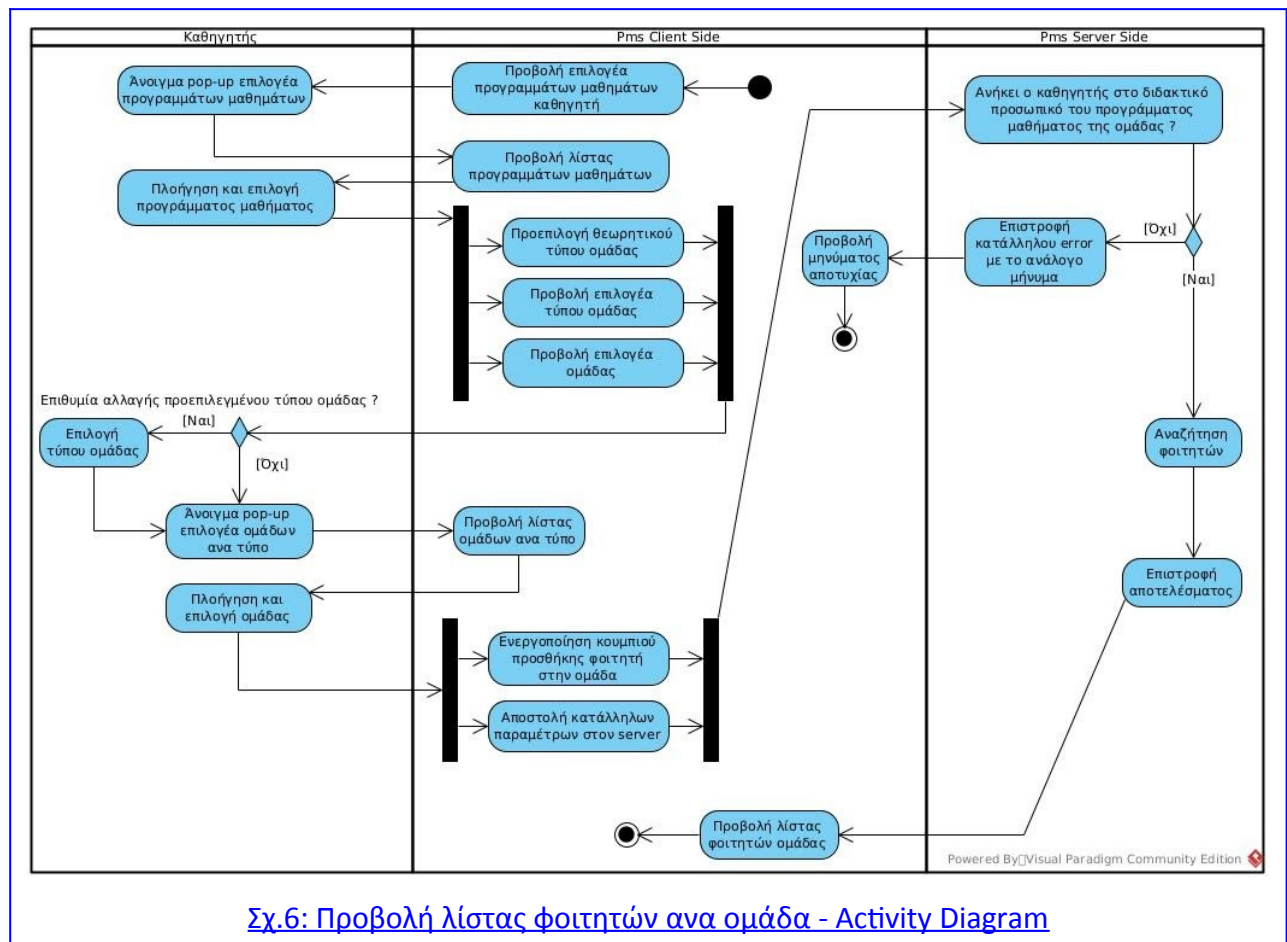 Καθηγητής
Pms Client Side
Pms Server Side
Άνοιγμα pop-up επιλογέα
προγραμμάτων μαθημάτων
Προβολή επιλογέα
προγραμμάτων μαθημάτων
καθηγητή
Ανήκει ο καθηγητής στο διδακτικό
προσωπικό του προγράμματος
μαθήματος της ομάδας ?
Προβολή λίστας
προγραμμάτων μαθημάτων
Πλοήγηση και επιλογή
προγράμματος μαθήματος
Προεπιλογή θεωρητικού
τύπου ομάδας
Προβολή επιλογέα
τύπου ομάδας
Προβολή επιλογέα
ομάδας
Προβολή
μηνύματος
αποτυχίας
Επιστροφή
κατάλληλου error
με το ανάλογο
μήνυμα
[Όχι]
[Ναι]
Επιθυμία αλλαγής προεπιλεγμένου τύπου ομάδας ?
[Ναι]
Επιλογή
τύπου ομάδας
[Όχι]
Αναζήτηση
φοιτητών
Άνοιγμα pop-up
επιλογέα ομάδων
ανα τύπο
Προβολή λίστας
ομάδων ανα τύπο
Επιστροφή
αποτελέσματος
Πλοήγηση και
επιλογή ομάδας
Ενεργοποίηση κουμπιού
προσθήκης φοιτητή
στην ομάδα
Αποστολή κατάλληλων
παραμέτρων στον server
Προβολή λίστας
φοιτητών ομάδας
Powered By Visual Paradigm Community Edition
Σχ.6: Προβολή λίστας φοιτητών ανα ομάδα - Activity Diagram